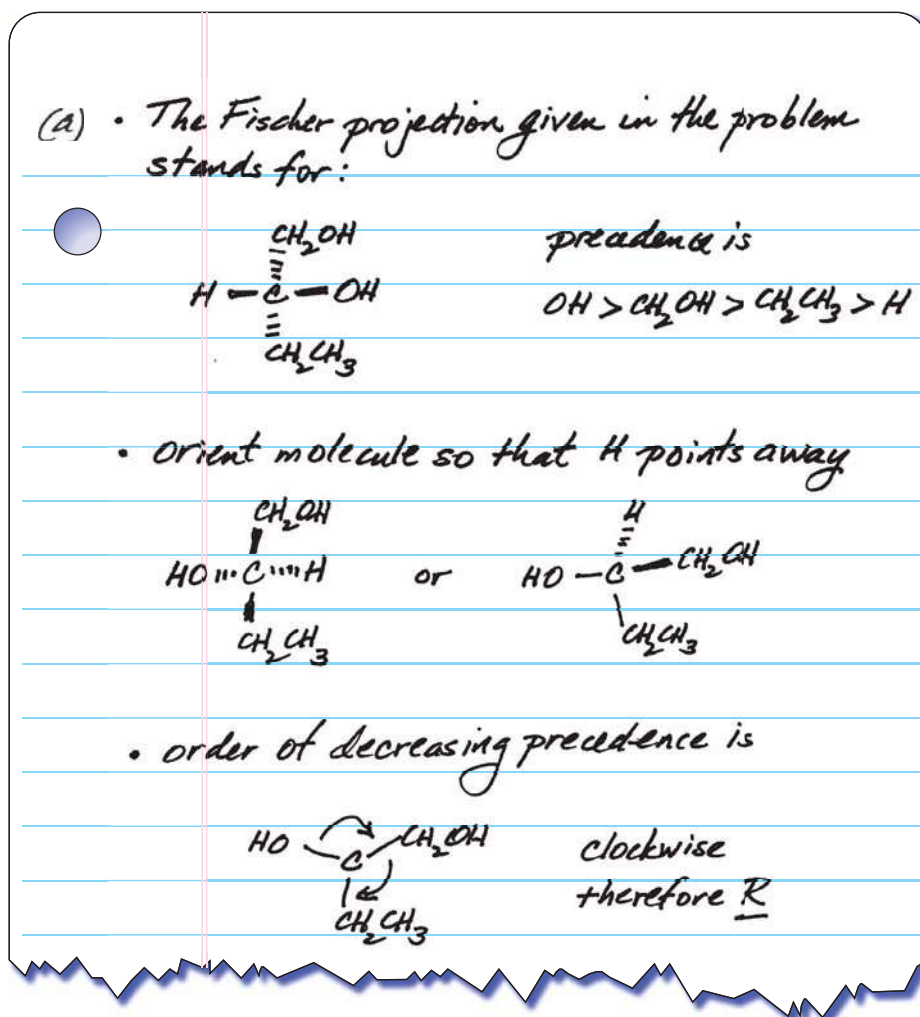 (a) • The Fischer projection given in the problem
stands for:
CH₂OH
H C OH
CH₂CH₃
precedence is
OH > CH₂OH > CH₂CH₃ > H
• orient molecule so that H points away
CH₂OH
HO C H
CH₂CH₃
or
H
HO C CH₂OH
CH₂CH₃
• order of decreasing precedence is
HO CH₂OH
C
CH₂CH₃
clockwise
therefore R